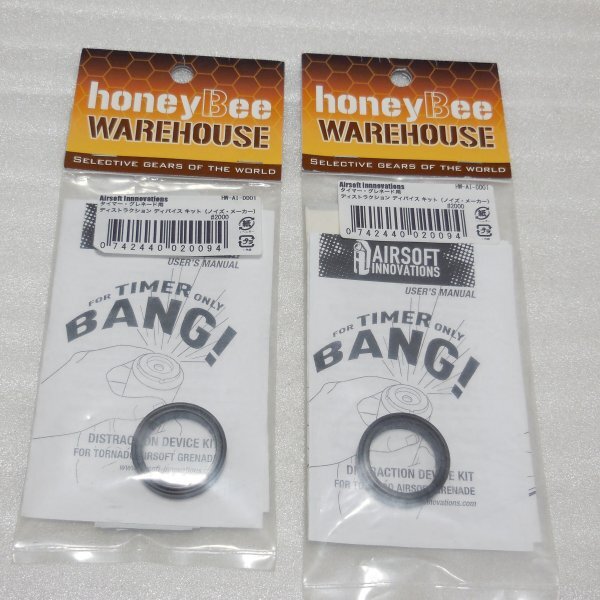 honeyBee
WAREHOUSE
SELECTIVE GEARS OF THE WORLD
Airsoft Innnovations
HW-AI-0001
タイマー・グレネード用
ディストラクション ディバイス キット (ノイズ・メーカー)
#2000
0 742440 020094
USER'S MANUAL
FOR TIMER ONLY
BANG!
DISTRACTION DEVICE KIT
FOR TORNADO AIRSOFT GRENADE
honeyBee
WAREHOUSE
SELECTIVE GEARS OF THE WORLD
Airsoft Innnovations
HW-AI-0001
タイマー・グレネード用
ディストラクション ディバイス キット (ノイズ・メーカー)
#2000
0 742440 020094
AIRSOFT
INNOVATIONS
USER'S MANUAL
FOR TIMER ONLY
BANG!
DISTRACTION DEVICE KIT
FOR TORNADO AIRSOFT GRENADE